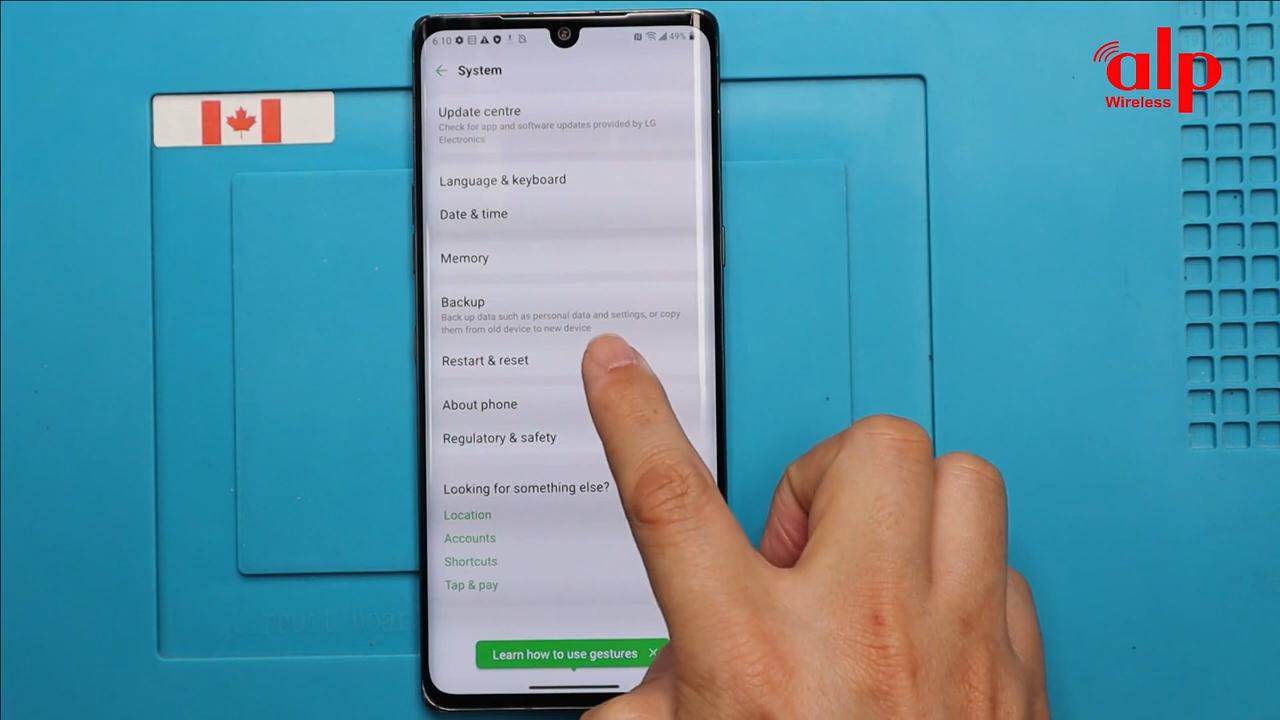 6:10
49%
alp
Wireless
System
Update centre
Check for app and software updates provided by LG
Electronics
Language & keyboard
Date & time
Memory
Backup
Back up data such as personal data and settings, or copy
them from old device to new device
Restart & reset
About phone
Regulatory & safety
Looking for something else?
Location
Accounts
Shortcuts
Tap & pay
Learn how to use gestures